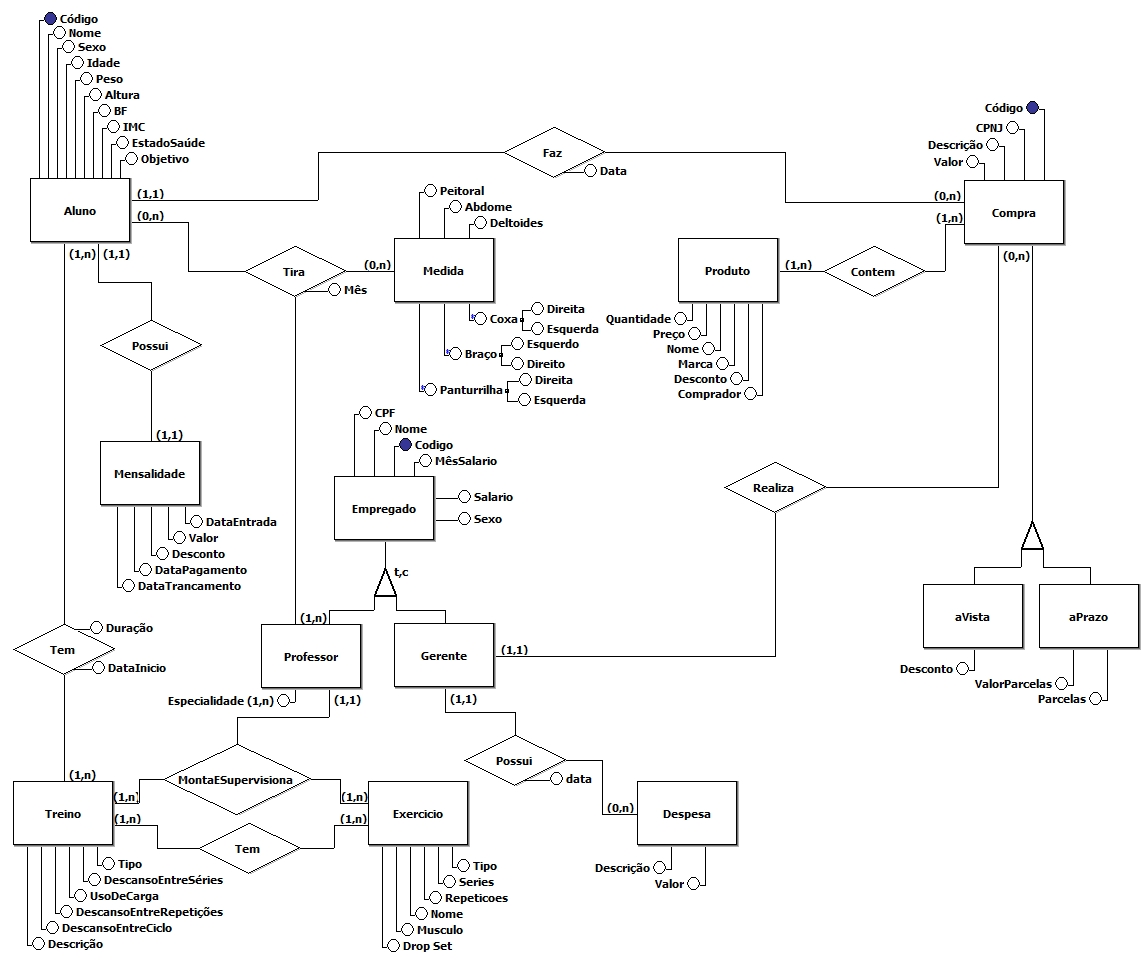 Código
Nome
Sexo
Idade
Peso
Altura
BF
IMC
EstadoSaúde
Objetivo
Aluno
(1,1)
(0,n)
(1,n)
(1,1)
Faz
Data
Código
CPNJ
Descrição
Valor
Compra
(0,n)
(1,n)
(0,n)
Peitoral
Abdome
Deltoides
Medida
(0,n)
Tira
Mês
Coxa
Direita
Esquerda
Braço
Esquerdo
Direito
Panturrilha
Direita
Esquerda
Produto
(1,n)
Contem
Quantidade
Preço
Nome
Marca
Desconto
Comprador
Possui
(1,1)
Mensalidade
DataEntrada
Valor
Desconto
DataPagamento
DataTrancamento
CPF
Nome
Codigo
MêsSalario
Empregado
Salario
Sexo
t,c
Realiza
aVista
aPrazo
Desconto
ValorParcelas
Parcelas
Tem
Duração
DataInicio
(1,n)
Professor
Especialidade (1,n)
(1,1)
Gerente
(1,1)
(1,1)
Possui
data
(0,n)
Despesa
Descrição
Valor
(1,n)
Treino
(1,n)
(1,n)
MontaESupervisiona
(1,n)
(1,n)
Tem
Exercicio
Tipo
DescansoEntreSéries
UsoDeCarga
DescansoEntreRepetições
DescansoEntreCiclo
Descrição
Tipo
Series
Repeticoes
Nome
Musculo
Drop Set